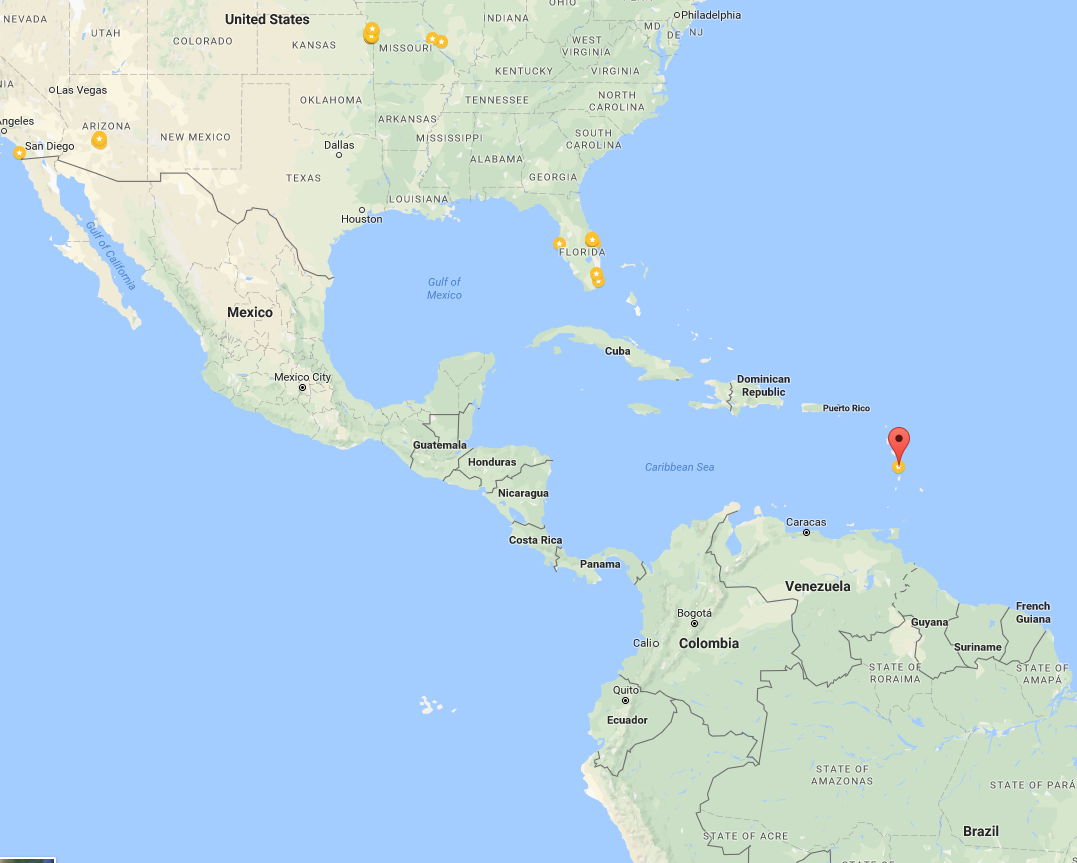 NEVADA
UTAH
COLORADO
United States
KANSAS
MISSOURI
INDIANA
OHIO
WEST
VIRGINIA
MD
DE
NJ
Philadelphia
KENTUCKY
VIRGINIA
Las Vegas
OKLAHOMA
TENNESSEE
NORTH
CAROLINA
ARIZONA
NEW MEXICO
ARKANSAS
MISSISSIPPI
SOUTH
CAROLINA
San Diego
Dallas
TEXAS
ALABAMA
GEORGIA
LOUISIANA
Houston
Gulf of California
FLORIDA
Gulf of
Mexico
Mexico
Cuba
Mexico City
Dominican
Republic
Puerto Rico
Guatemala
Honduras
Caribbean Sea
Nicaragua
Costa Rica
Panama
Caracas
Venezuela
Bogotá
Cali
Colombia
Guyana
Suriname
French
Guiana
STATE OF
RORAIMA
STATE OF
AMAPÁ
Quito
Ecuador
STATE OF
AMAZONAS
STATE OF PARÁ
STATE OF ACRE
Brazil